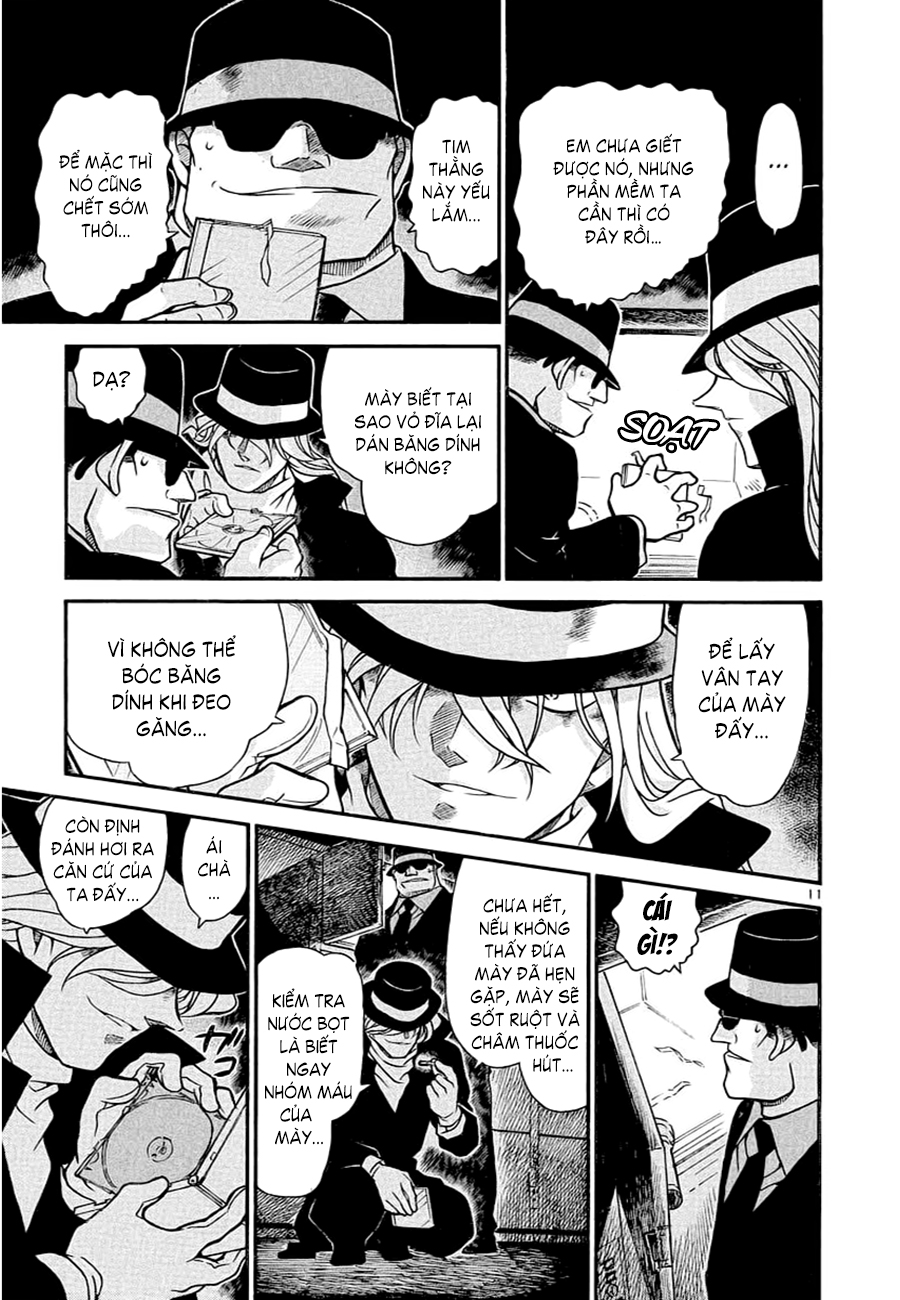 ...
EM CHƯA GIẾT
ĐƯỢC NÓ, NHƯNG
PHẦN MỀM TA
CẦN THÌ CÓ
ĐÂY RỒI...
TIM
THẰNG
NÀY YẾU
LẮM...
ĐỂ MẶC THÌ
NÓ CŨNG
CHẾT SỚM
THÔI...
SOẠT
MÀY BIẾT TẠI
SAO VỎ ĐĨA LẠI
DÁN BĂNG DÍNH
KHÔNG?
DẠ?
ĐỂ LẤY
VÂN TAY
CỦA MÀY
ĐẤY...
VÌ KHÔNG THỂ
BÓC BĂNG
DÍNH KHI ĐEO
GĂNG...
11
CÁI
GÌ!?
CHƯA HẾT,
NẾU KHÔNG
THẤY ĐỨA
MÀY ĐÃ HẸN
GẶP, MÀY SẼ
SỐT RUỘT VÀ
CHÂM THUỐC
HÚT...
KIỂM TRA
NƯỚC BỌT
LÀ BIẾT
NGAY
NHÓM MÁU
CỦA
MÀY...
ÁI
CHÀ...
CÒN ĐỊNH
ĐÁNH HƠI RA
CĂN CỨ CỦA
TA ĐẤY...